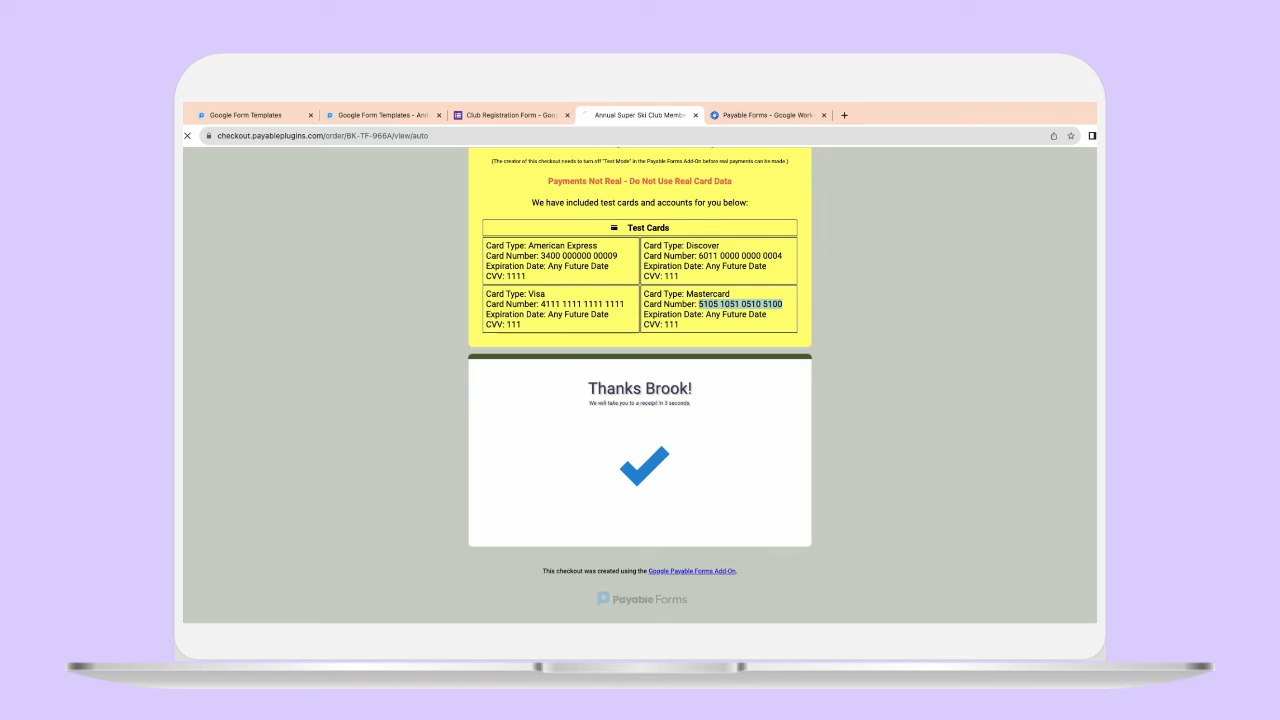 Google Form Templates
Google Form Templates - Ann
Club Registration Form - Goo
Annual Super Ski Club Membe
Payable Forms - Google Work
checkout.payableplugins.com/order/BK-TF-966A/view/auto
(The creator of this checkout needs to turn off "Test Mode" in the Payable Forms Add-On before real payments can be made.)
Payments Not Real - Do Not Use Real Card Data
We have included test cards and accounts for you below:
Test Cards
Card Type: American Express
Card Number: 3400 000000 00009
Expiration Date: Any Future Date
CVV: 1111
Card Type: Discover
Card Number: 6011 0000 0000 0004
Expiration Date: Any Future Date
CVV: 111
Card Type: Visa
Card Number: 4111 1111 1111 1111
Expiration Date: Any Future Date
CVV: 111
Card Type: Mastercard
Card Number: 5105 1051 0510 5100
Expiration Date: Any Future Date
CVV: 111
Thanks Brook!
We will take you to a receipt in 3 seconds.
This checkout was created using the Google Payable Forms Add-On.
Payable Forms